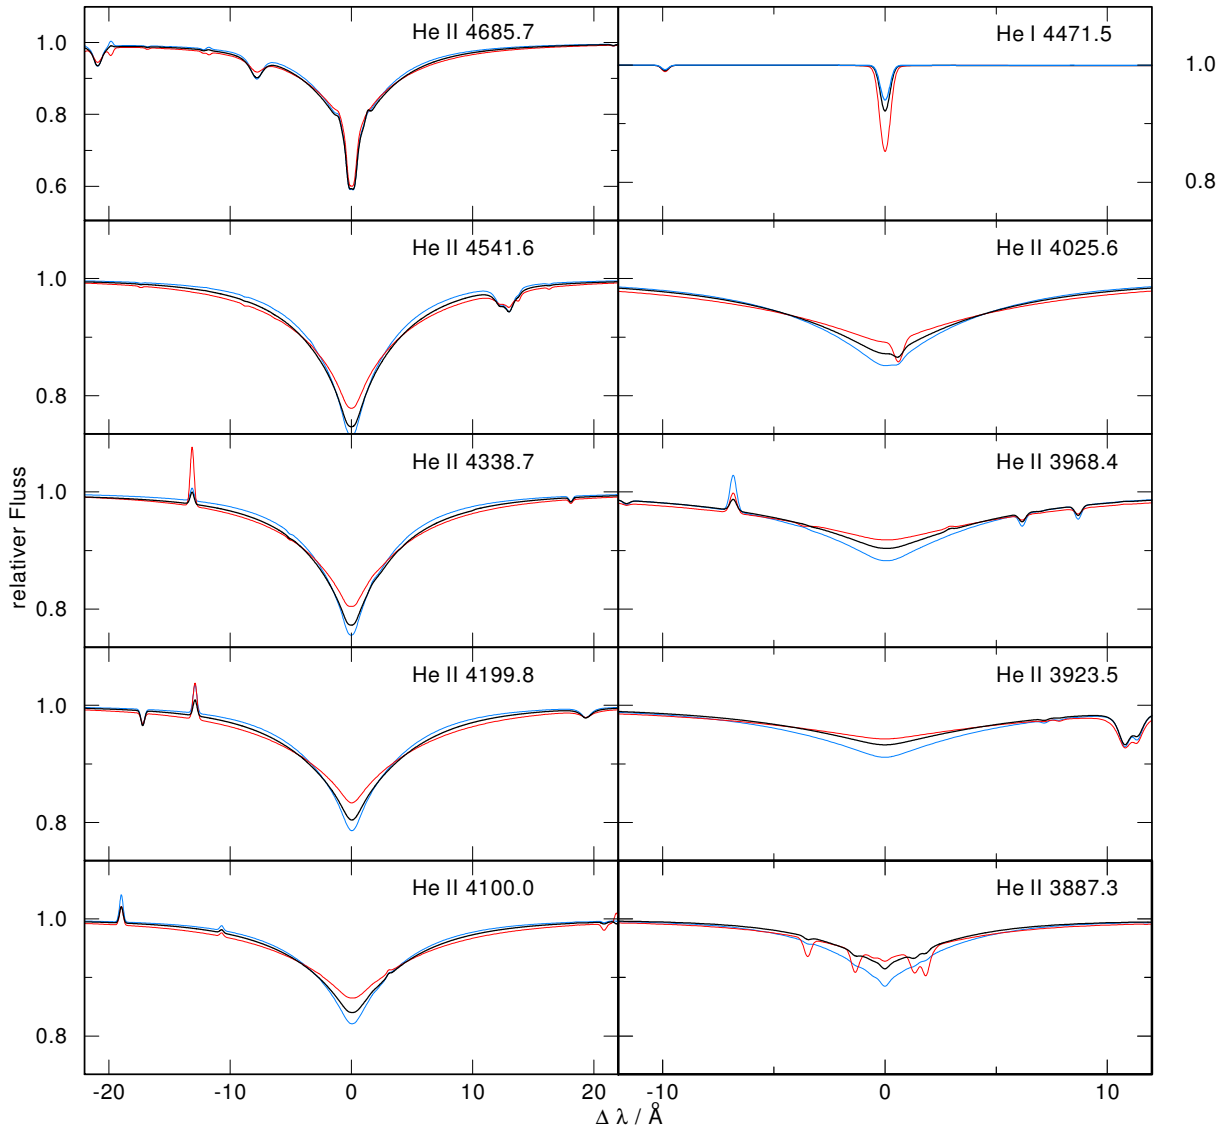 He II 4685.7
1.0
0.8
0.6
He I 4471.5
1.0
0.8
He II 4541.6
1.0
0.8
He II 4025.6
He II 4338.7
1.0
0.8
He II 3968.4
relativer Fluss
He II 4199.8
1.0
0.8
He II 3923.5
He II 4100.0
1.0
0.8
He II 3887.3
-20 -10 0 10 20 -10 0 10
Δ λ / Å